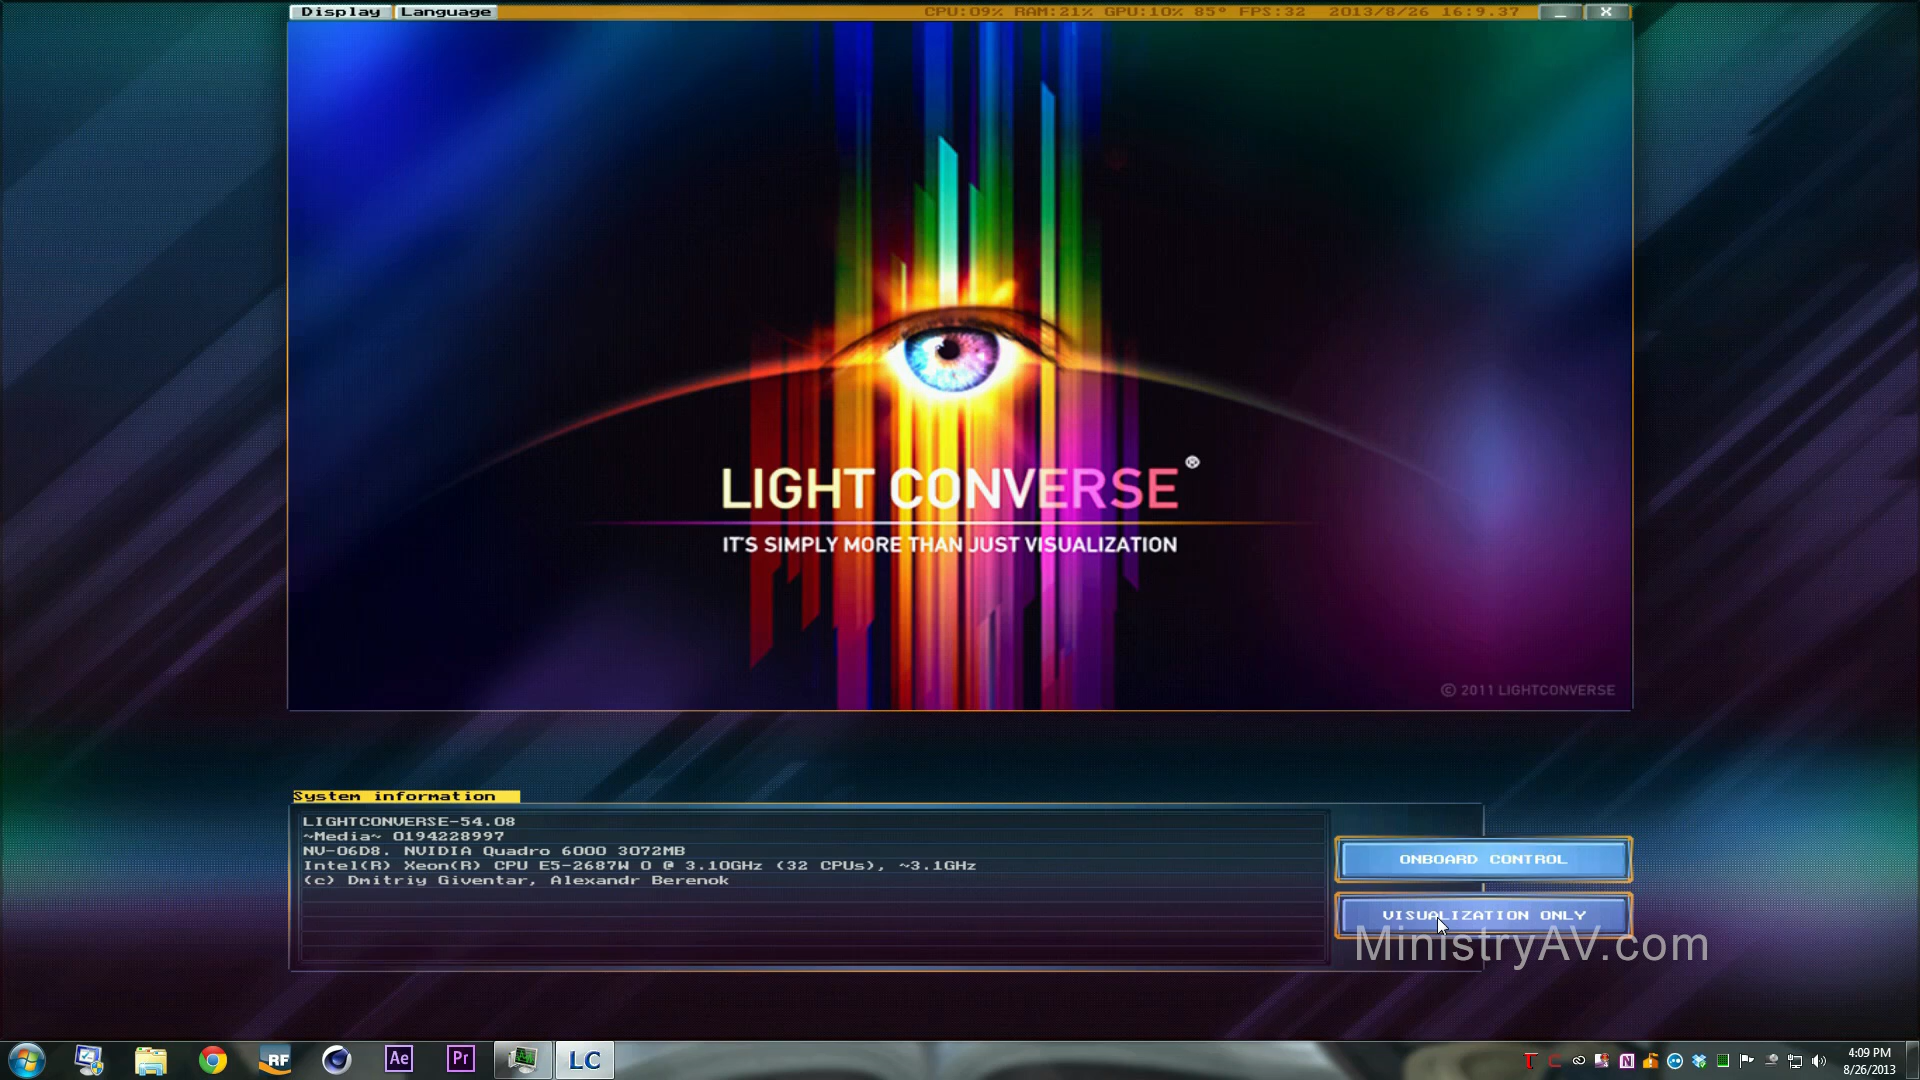 Display Language CPU:09% RAM:21% GPU:10% 85° FPS:32 2013/8/26 16:9.37
LIGHT CONVERSE®
IT'S SIMPLY MORE THAN JUST VISUALIZATION
© 2011 LIGHTCONVERSE
System information
LIGHTCONVERSE-54.08
~Media~ 0194228997
NV-06D8. NVIDIA Quadro 6000 3072MB
Intel(R) Xeon(R) CPU E5-2687W 0 @ 3.10GHz (32 CPUs), ~3.1GHz
(c) Dmitriy Giventar, Alexandr Berenok
ONBOARD CONTROL
VISUALIZATION ONLY
MinistryAV.com
RF Ae Pr LC
4:09 PM
8/26/2013